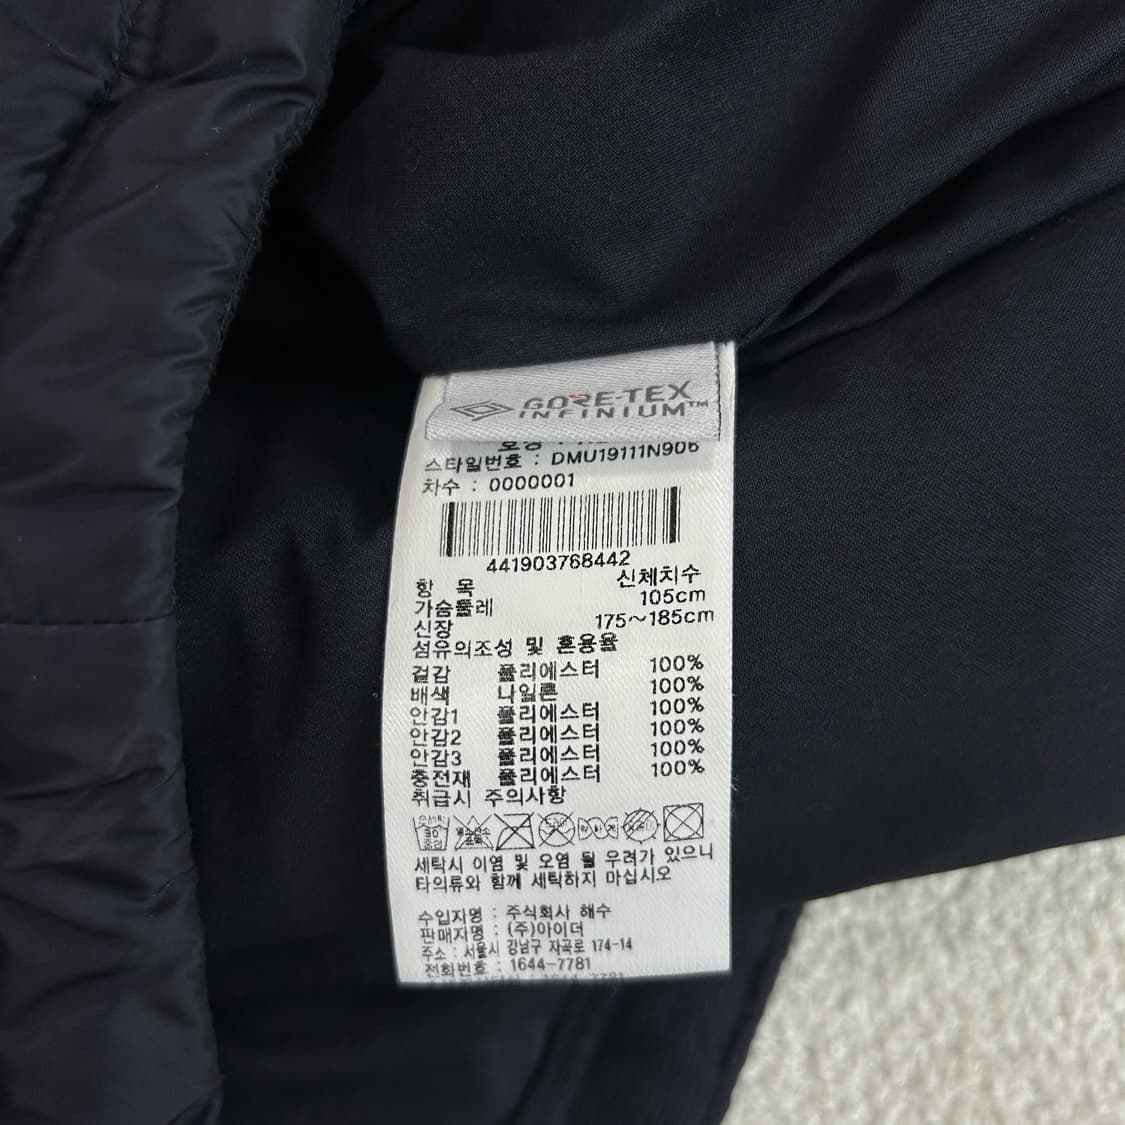 GORE-TEX
INFINIUM™
스타일번호 : DMU19111N906
차수 : 0000001
441903768442
항 목 신체치수
가슴둘레 105cm
신장 175~185cm
섬유의조성 및 혼용율
겉감 폴리에스터 100%
배색 나일론 100%
안감1 폴리에스터 100%
안감2 폴리에스터 100%
안감3 폴리에스터 100%
충전재 폴리에스터 100%
취급시 주의사항
세탁시 이염 및 오염 될 우려가 있으니
타의류와 함께 세탁하지 마십시오
수입자명 : 주식회사 해수
판매자명 : (주)아이더
주소 : 서울시 강남구 자곡로 174-14
전화번호 : 1644-7781